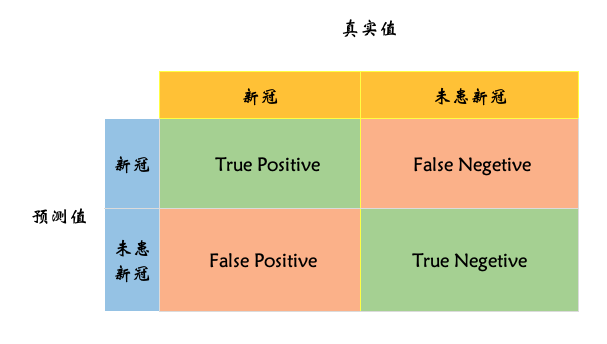 真实值
新冠
未患新冠
新冠
True Positive
False Negetive
预测值
未患
新冠
False Positive
True Negetive